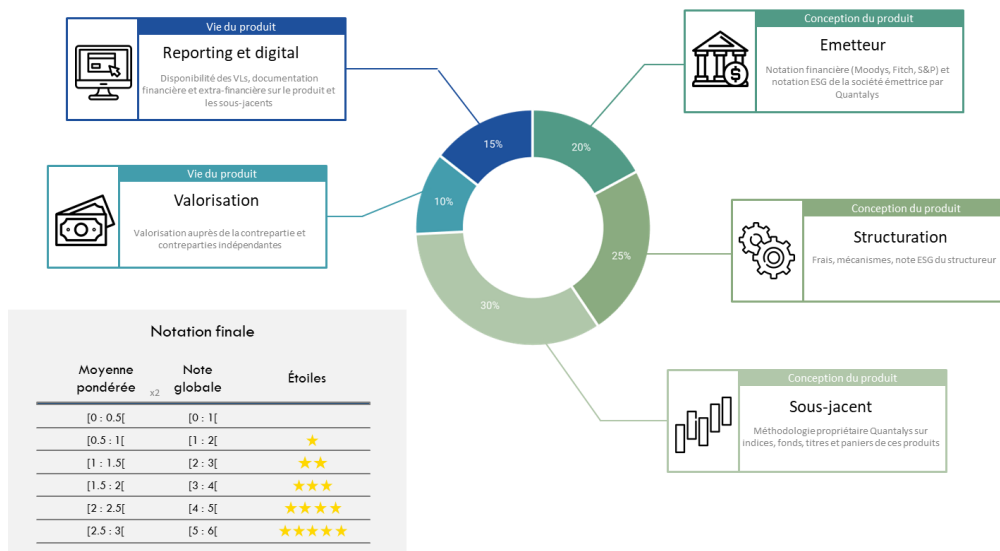 Vie du produit
Reporting et digital
Disponibilité des VLs, documentation
financière et extra-financière sur le produit et
les sous-jacents
Conception du produit
Emetteur
Notation financière (Moodys, Fitch, S&P) et
notation ESG de la société émettrice par
Quantalys
Vie du produit
Valorisation
Valorisation auprès de la contrepartie et
contreparties indépendantes
15%
20%
10%
25%
30%
Conception du produit
Structuration
Frais, mécanismes, note ESG du structureur
Conception du produit
Sous-jacent
Méthodologie propriétaire Quantalys sur
indices, fonds, titres et paniers de ces produits
Notation finale
Moyenne
pondérée
x2
Note
globale
Étoiles
[0 : 0.5[ [0 : 1[
[0.5 : 1[ [1 : 2[
[1 : 1.5[ [2 : 3[
[1.5 : 2[ [3 : 4[
[2 : 2.5[ [4 : 5[
[2.5 : 3[ [5 : 6[